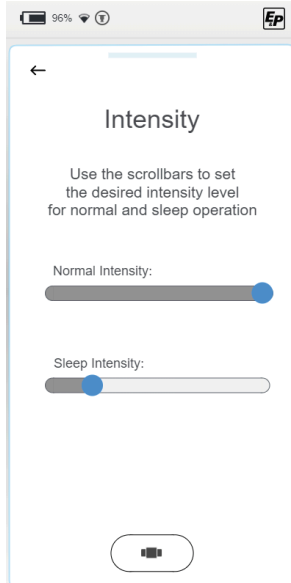 96%
EP
Intensity
Use the scrollbars to set
the desired intensity level
for normal and sleep operation
Normal Intensity:
Sleep Intensity: